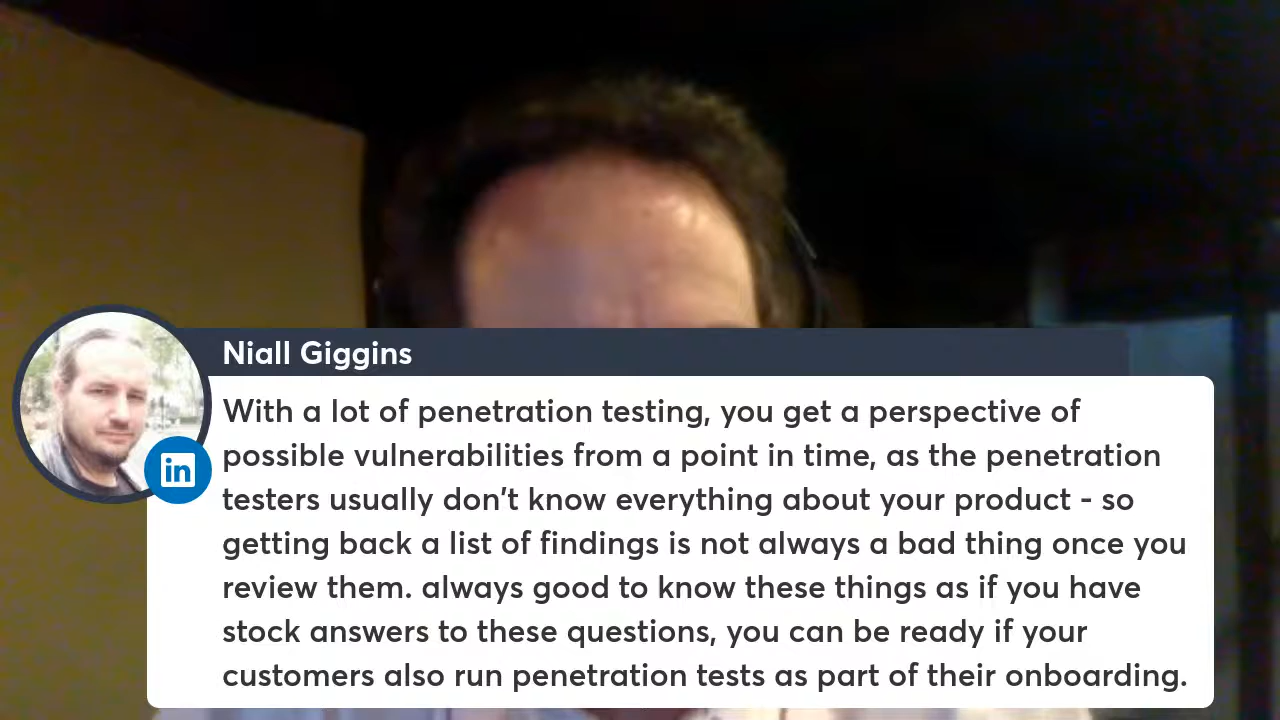 Niall Giggins
With a lot of penetration testing, you get a perspective of
possible vulnerabilities from a point in time, as the penetration
testers usually don't know everything about your product - so
getting back a list of findings is not always a bad thing once you
review them. always good to know these things as if you have
stock answers to these questions, you can be ready if your
customers also run penetration tests as part of their onboarding.
in